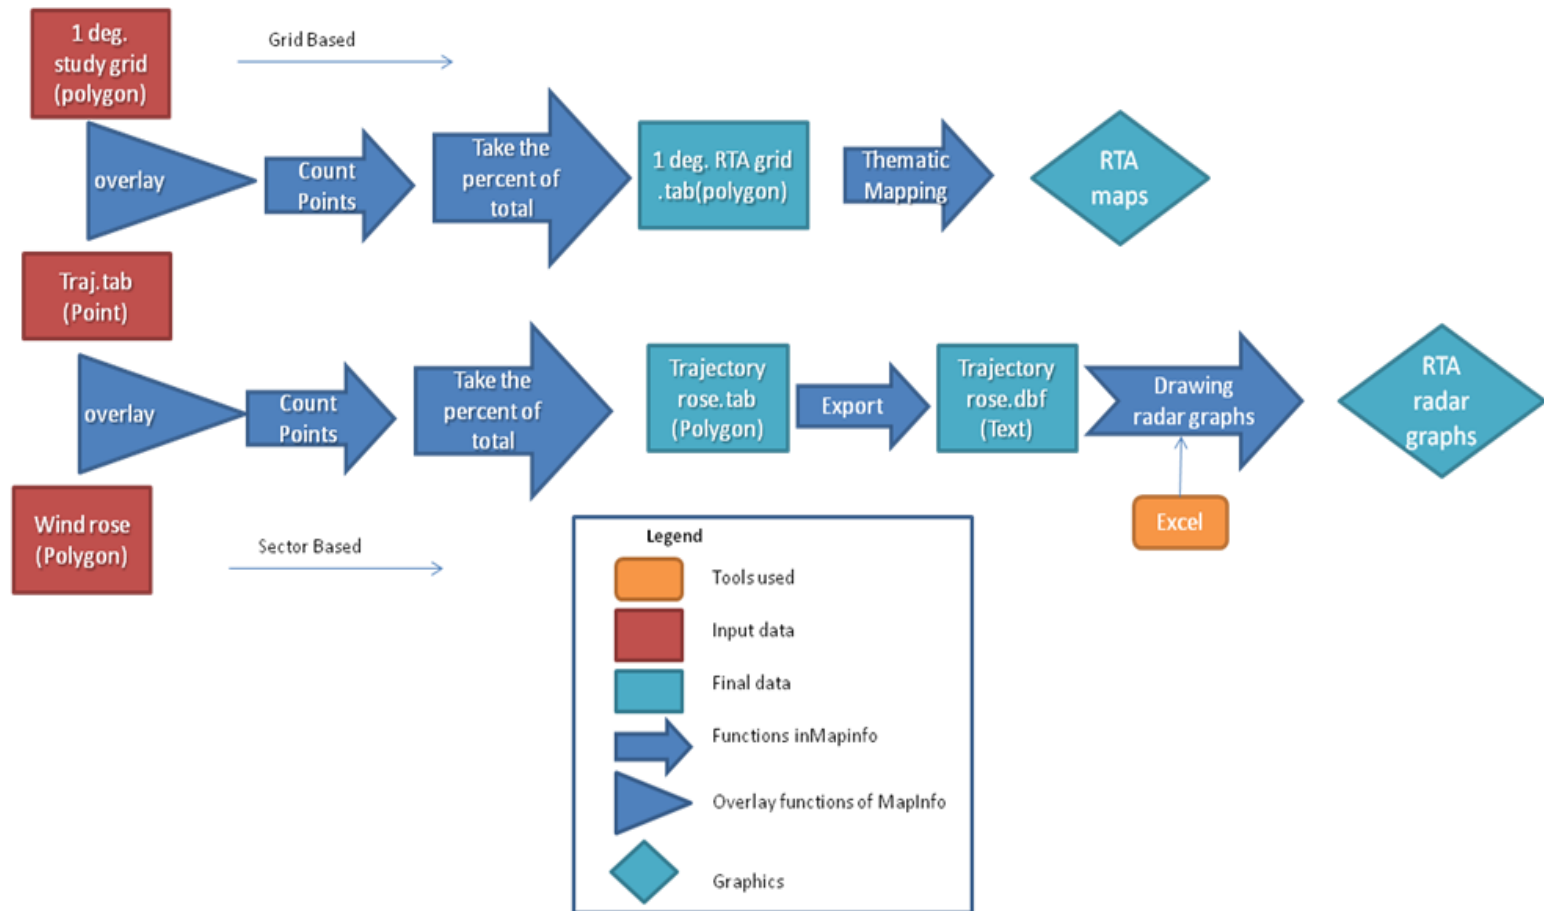 1 deg.
study grid
(polygon)
Grid Based
overlay
Count
Points
Take the
percent of
total
1 deg. RTA grid
.tab(polygon)
Thematic
Mapping
RTA
maps
Traj.tab
(Point)
overlay
Count
Points
Take the
percent of
total
Trajectory
rose.tab
(Polygon)
Export
Trajectory
rose.dbf
(Text)
Drawing
radar graphs
RTA
radar
graphs
Excel
Wind rose
(Polygon)
Sector Based
Legend
Tools used
Input data
Final data
Functions inMapinfo
Overlay functions of MapInfo
Graphics